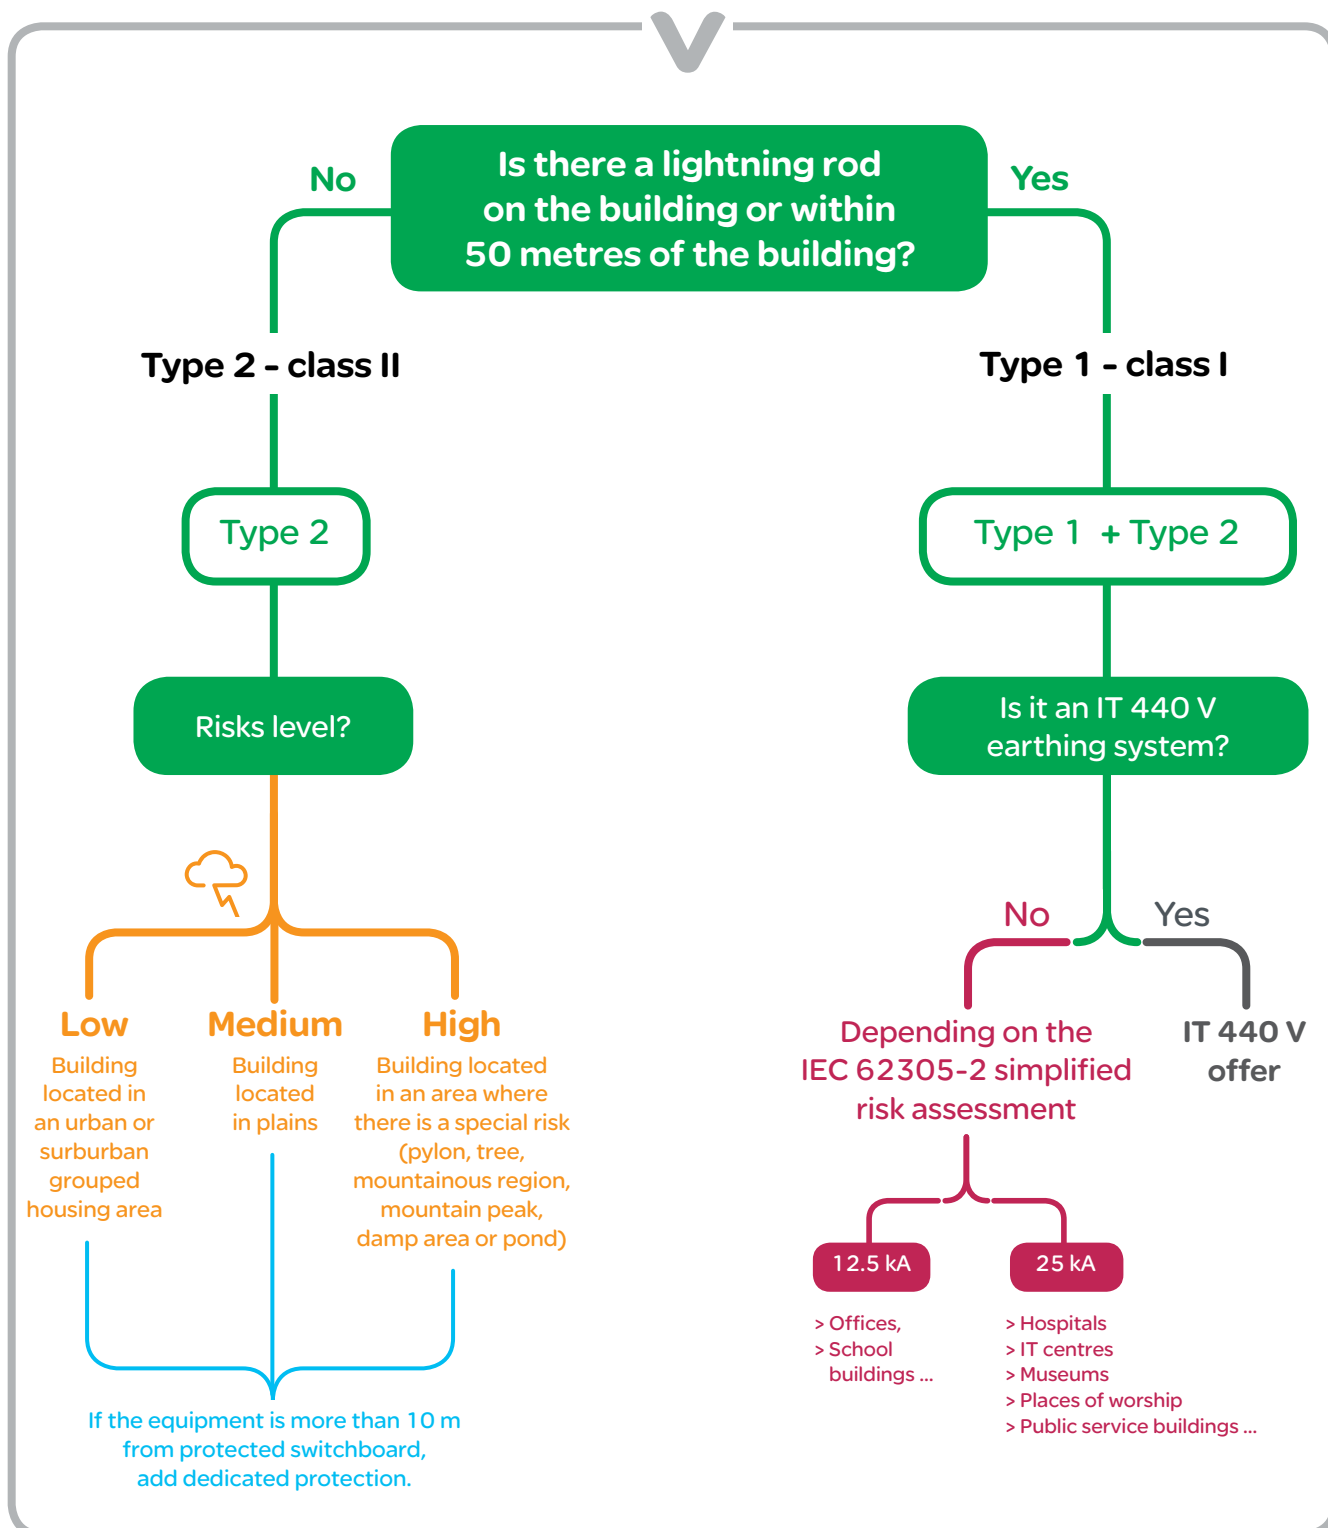 Is there a lightning rod
on the building or within
50 metres of the building?
No
Yes
Type 2 - class II
Type 1 - class I
Type 2
Type 1 + Type 2
Risks level?
Is it an IT 440 V
earthing system?
No
Yes
Low
Building
located in
an urban or
surburban
grouped
housing area
Medium
Building
located
in plains
High
Building located
in an area where
there is a special risk
(pylon, tree,
mountainous region,
mountain peak,
damp area or pond)
If the equipment is more than 10 m
from protected switchboard,
add dedicated protection.
Depending on the
IEC 62305-2 simplified
risk assessment
IT 440 V
offer
12.5 kA
> Offices,
> School
buildings ...
25 kA
> Hospitals
> IT centres
> Museums
> Places of worship
> Public service buildings ...